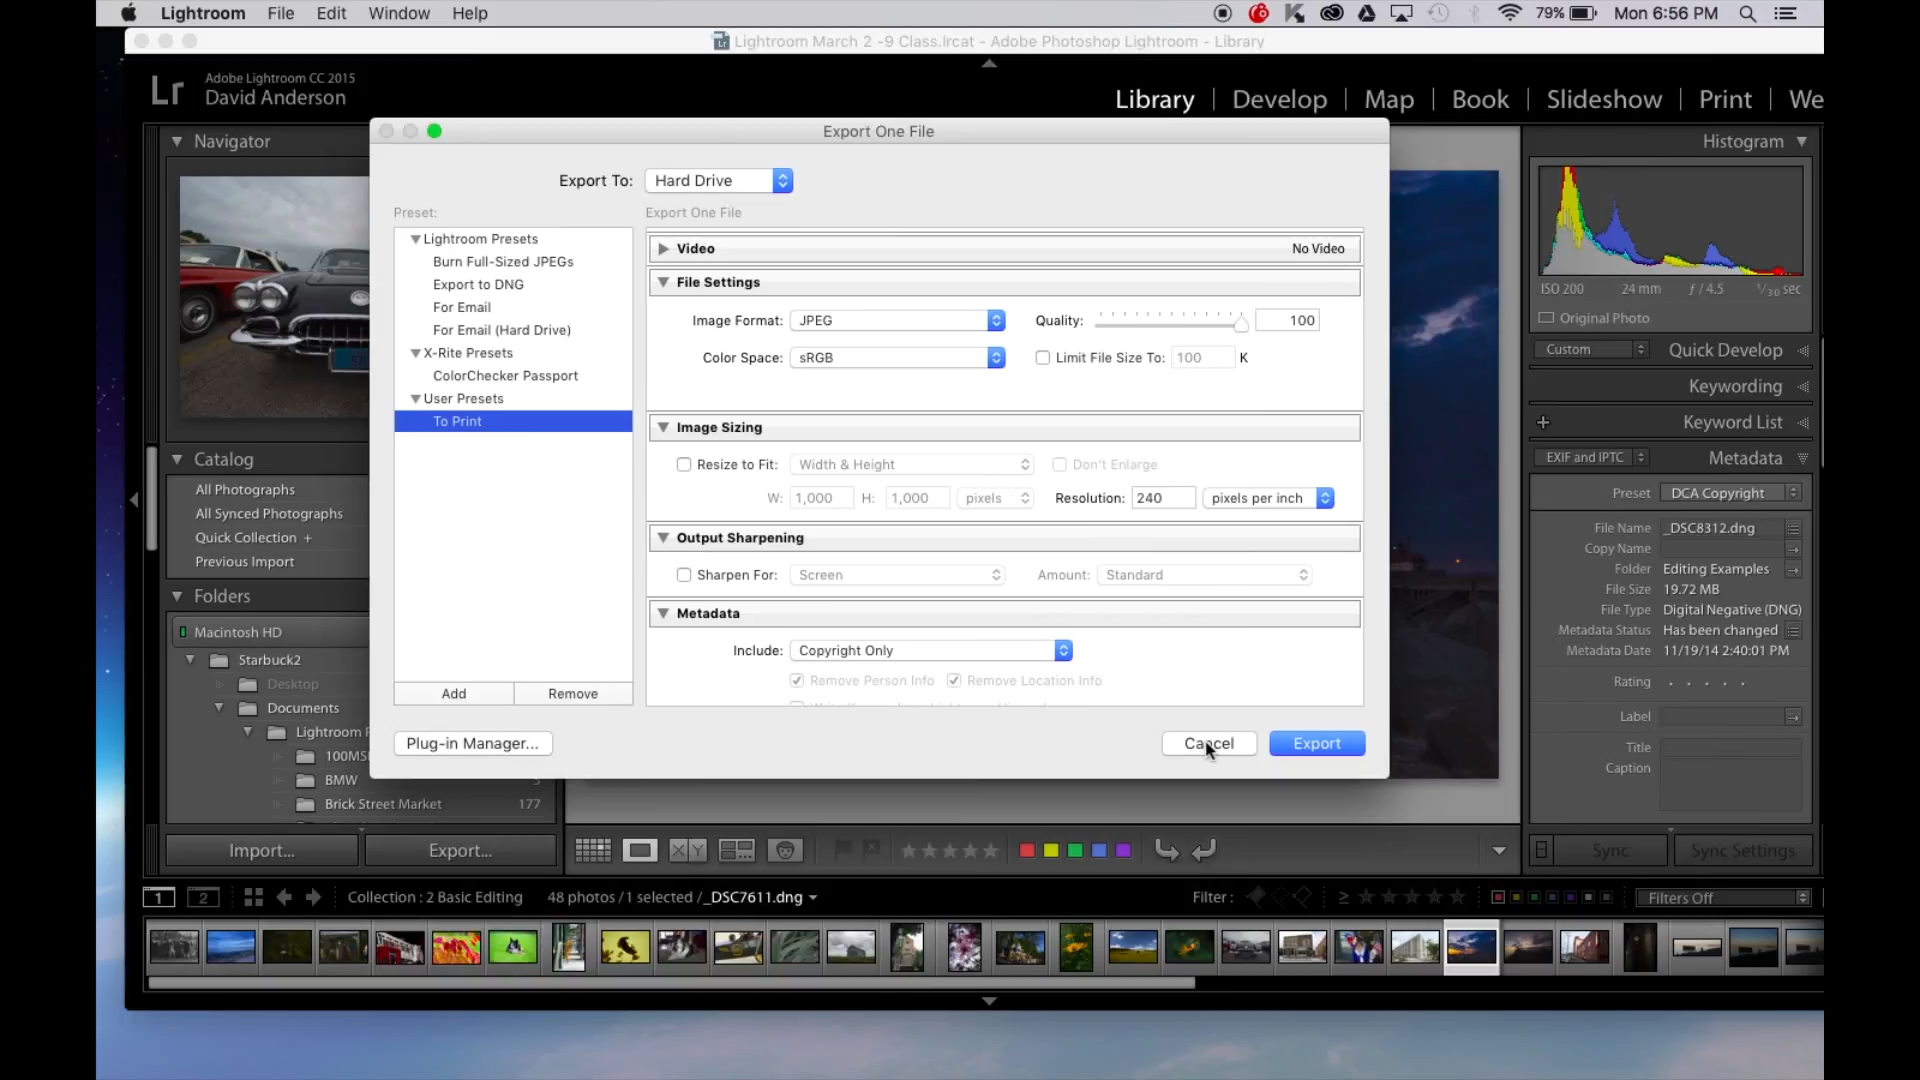 Lightroom File Edit Window Help 79% Mon 6:56 PM
Lightroom March 2 -9 Class.lrcat - Adobe Photoshop Lightroom - Library
Lr Adobe Lightroom CC 2015
David Anderson
Library | Develop | Map | Book | Slideshow | Print | We
Navigator
Export One File
Histogram
Export To: Hard Drive
Preset:
Export One File
Lightroom Presets
Burn Full-Sized JPEGs
Export to DNG
For Email
For Email (Hard Drive)
X-Rite Presets
ColorChecker Passport
User Presets
To Print
Add Remove
Video No Video
File Settings
Image Format: JPEG Quality: 100
Color Space: sRGB Limit File Size To: 100 K
Image Sizing
Resize to Fit: Width & Height Don't Enlarge
W: 1,000 H: 1,000 pixels Resolution: 240 pixels per inch
Output Sharpening
Sharpen For: Screen Amount: Standard
Metadata
Include: Copyright Only
Remove Person Info Remove Location Info
Plug-in Manager... Cancel Export
Catalog
All Photographs
All Synced Photographs
Quick Collection +
Previous Import
Folders
Macintosh HD
Starbuck2
Desktop
Documents
Lightroom
BMW
Brick Street Market 177
Import... Export...
ISO 200 24 mm ƒ / 4.5 1/30 sec
Original Photo
Custom Quick Develop
Keywording
+ Keyword List
EXIF and IPTC Metadata
Preset DCA Copyright
File Name _DSC8312.dng
Copy Name
Folder Editing Examples
File Size 19.72 MB
File Type Digital Negative (DNG)
Metadata Status Has been changed
Metadata Date 11/19/14 2:40:01 PM
Rating
Label
Title
Caption
X Y
Sync Sync Settings
1 2 Collection : 2 Basic Editing 48 photos /1 selected /_DSC7611.dng Filter : ≥ Filters Off